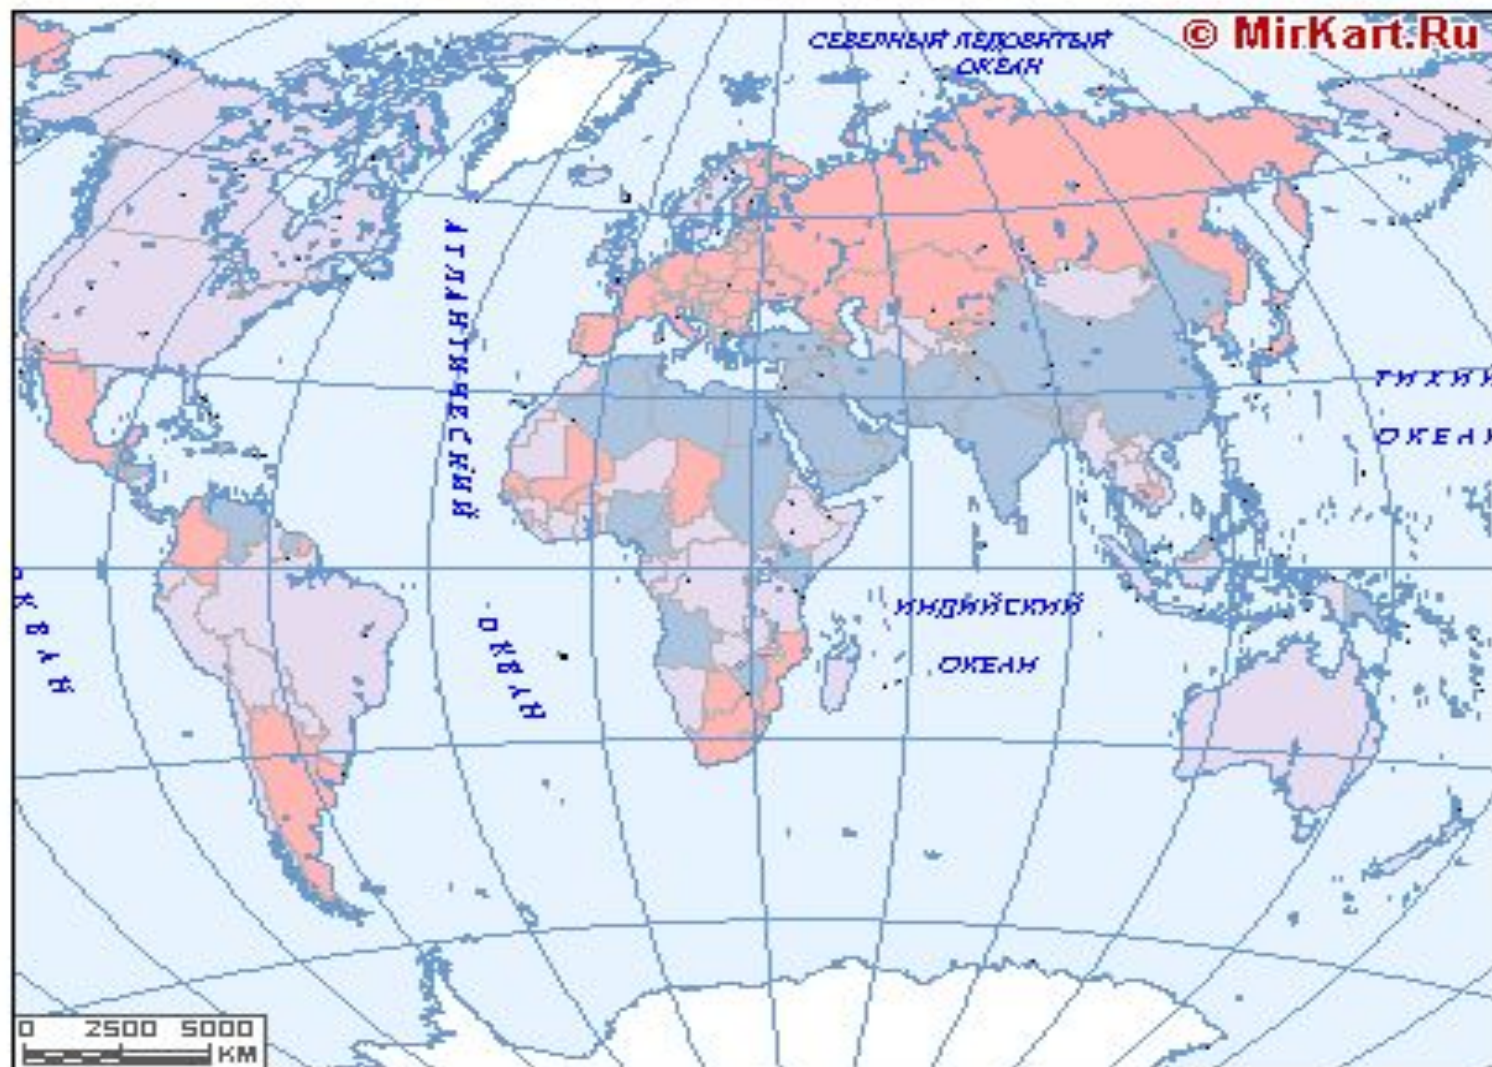 © MirKart.Ru
СЕВЕРНЫЙ ЛЕДОВИТЫЙ
ОКЕАН
АТЛАНТИЧЕСКИЙ
ОКЕАН
ТИХИЙ
ОКЕАН
ИНДИЙСКИЙ
ОКЕАН
ОКЕАН
0 2500 5000
КМ